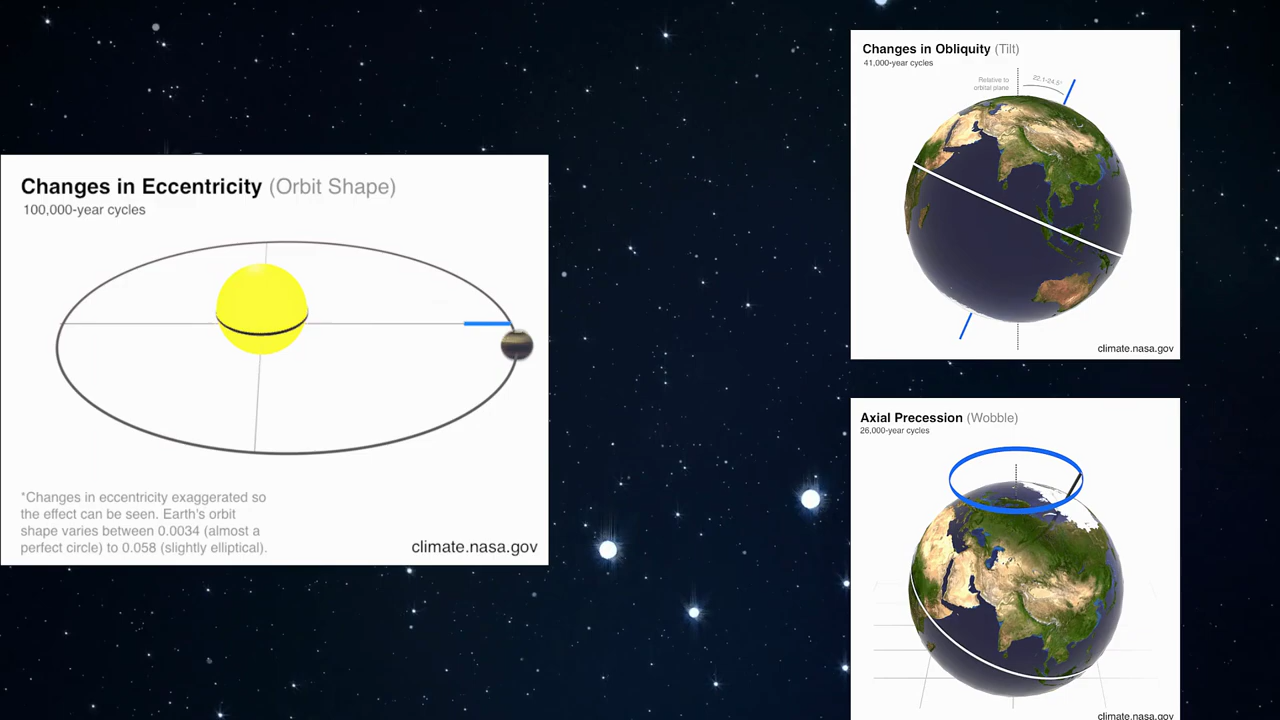 Changes in Eccentricity (Orbit Shape)
100,000-year cycles
*Changes in eccentricity exaggerated so
the effect can be seen. Earth's orbit
shape varies between 0.0034 (almost a
perfect circle) to 0.058 (slightly elliptical).
climate.nasa.gov
Changes in Obliquity (Tilt)
41,000-year cycles
Relative to
orbital plane
22.1-24.5°
climate.nasa.gov
Axial Precession (Wobble)
26,000-year cycles
climate.nasa.gov